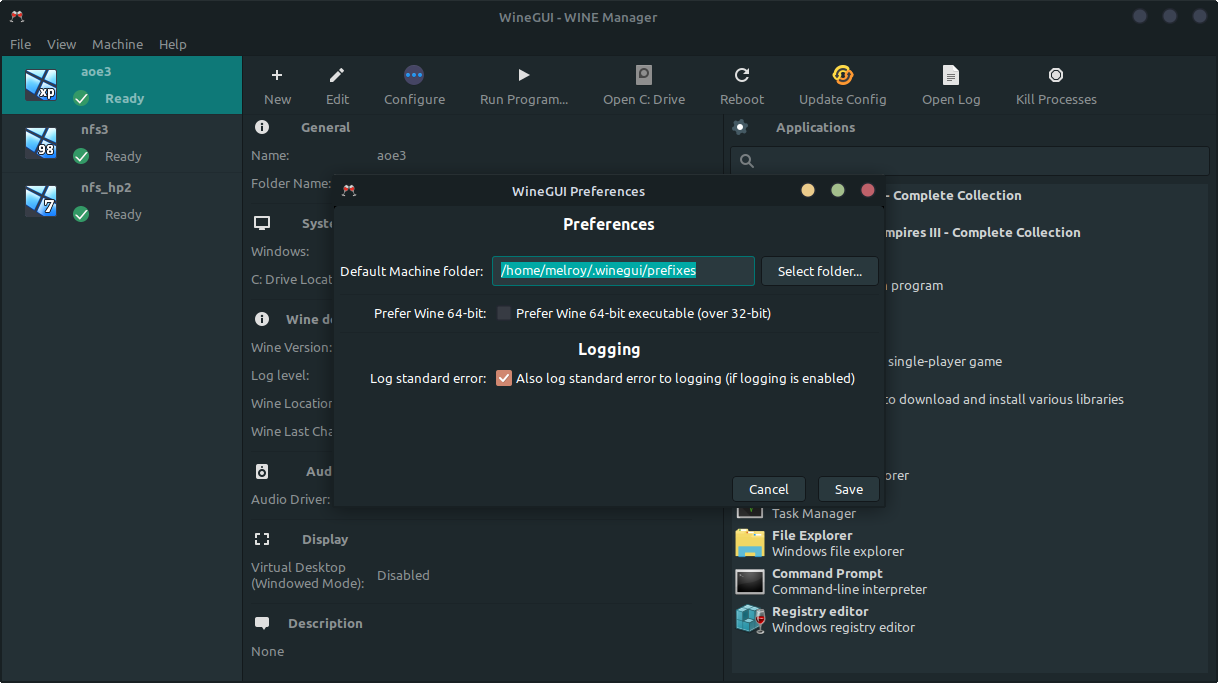 WineGUI - WINE Manager
File View Machine Help
aoe3
xp
Ready
nfs3
98
Ready
nfs_hp2
7
Ready
New
Edit
Configure
Run Program...
Open C: Drive
Reboot
Update Config
Open Log
Kill Processes
General
Name: aoe3
Folder Name:
Syste
Windows:
C: Drive Locat
Wine de
Wine Version:
Log level:
Wine Location
Wine Last Cha
Aud
Audio Driver:
Display
Virtual Desktop
(Windowed Mode):
Disabled
Description
None
Applications
- Complete Collection
mpires III - Complete Collection
program
single-player game
to download and install various libraries
orer
Task Manager
File Explorer
Windows file explorer
Command Prompt
Command-line interpreter
Registry editor
Windows registry editor
WineGUI Preferences
Preferences
Default Machine folder: /home/melroy/.winegui/prefixes Select folder...
Prefer Wine 64-bit: Prefer Wine 64-bit executable (over 32-bit)
Logging
Log standard error: Also log standard error to logging (if logging is enabled)
Cancel Save